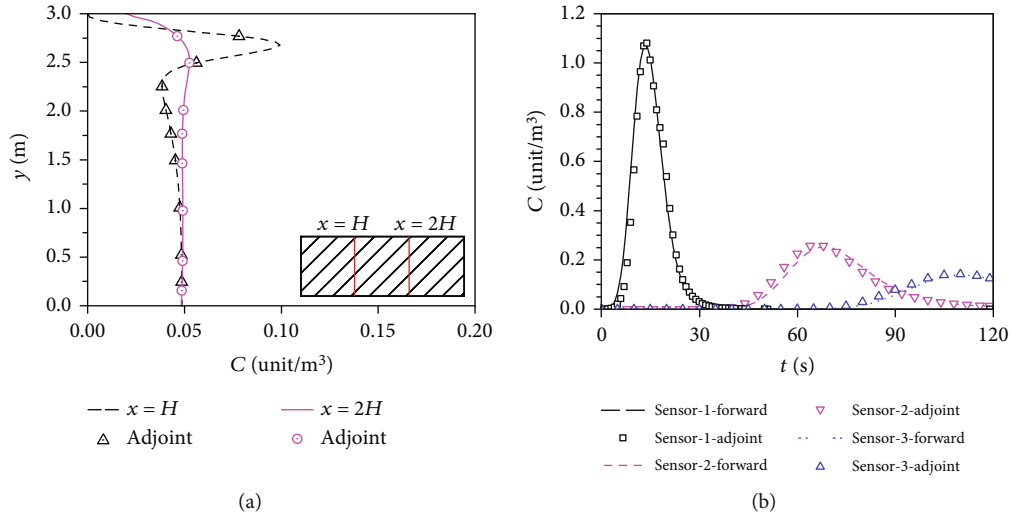 (a)
3.0
2.5
2.0
1.5
1.0
0.5
0.0
y (m)
x = H x = 2H
0.00 0.05 0.10 0.15 0.20
C (unit/m³)
x = H
Adjoint
x = 2H
Adjoint
(a)
(b)
1.2
1.0
0.8
0.6
0.4
0.2
0.0
C (unit/m³)
0 30 60 90 120
t (s)
Sensor-1-forward
Sensor-1-adjoint
Sensor-2-forward
Sensor-2-adjoint
Sensor-3-forward
Sensor-3-adjoint
(b)